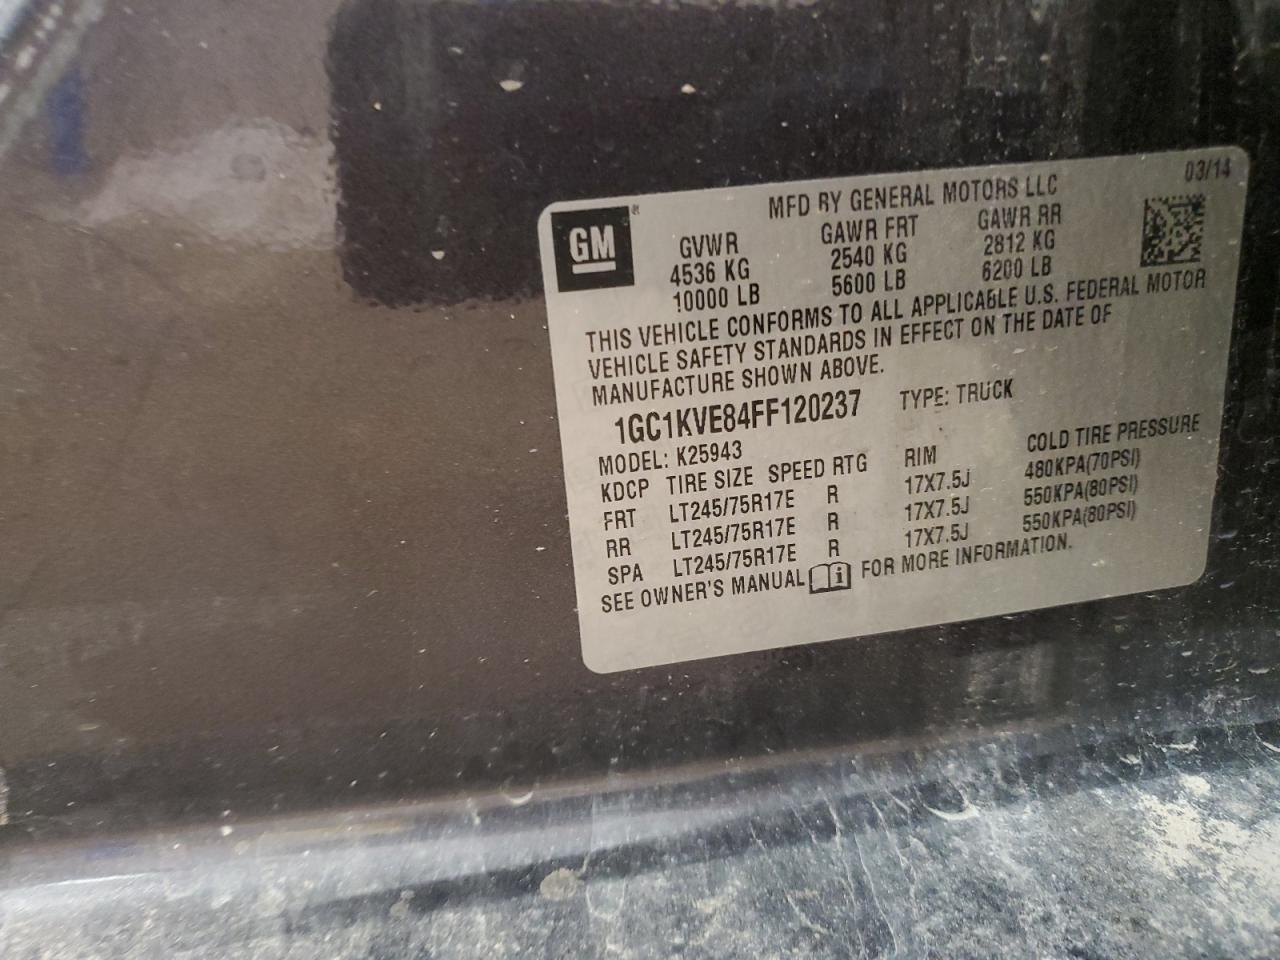 03/14
GM
MFD BY GENERAL MOTORS LLC
GVWR GAWR FRT GAWR RR
4536 KG 2540 KG 2812 KG
10000 LB 5600 LB 6200 LB
THIS VEHICLE CONFORMS TO ALL APPLICABLE U.S. FEDERAL MOTOR
VEHICLE SAFETY STANDARDS IN EFFECT ON THE DATE OF
MANUFACTURE SHOWN ABOVE.
1GC1KVE84FF120237 TYPE: TRUCK
MODEL: K25943
KDCP TIRE SIZE SPEED RTG RIM COLD TIRE PRESSURE
FRT LT245/75R17E R 17X7.5J 480KPA(70PSI)
RR LT245/75R17E R 17X7.5J 550KPA(80PSI)
SPA LT245/75R17E R 17X7.5J 550KPA(80PSI)
SEE OWNER'S MANUAL FOR MORE INFORMATION.